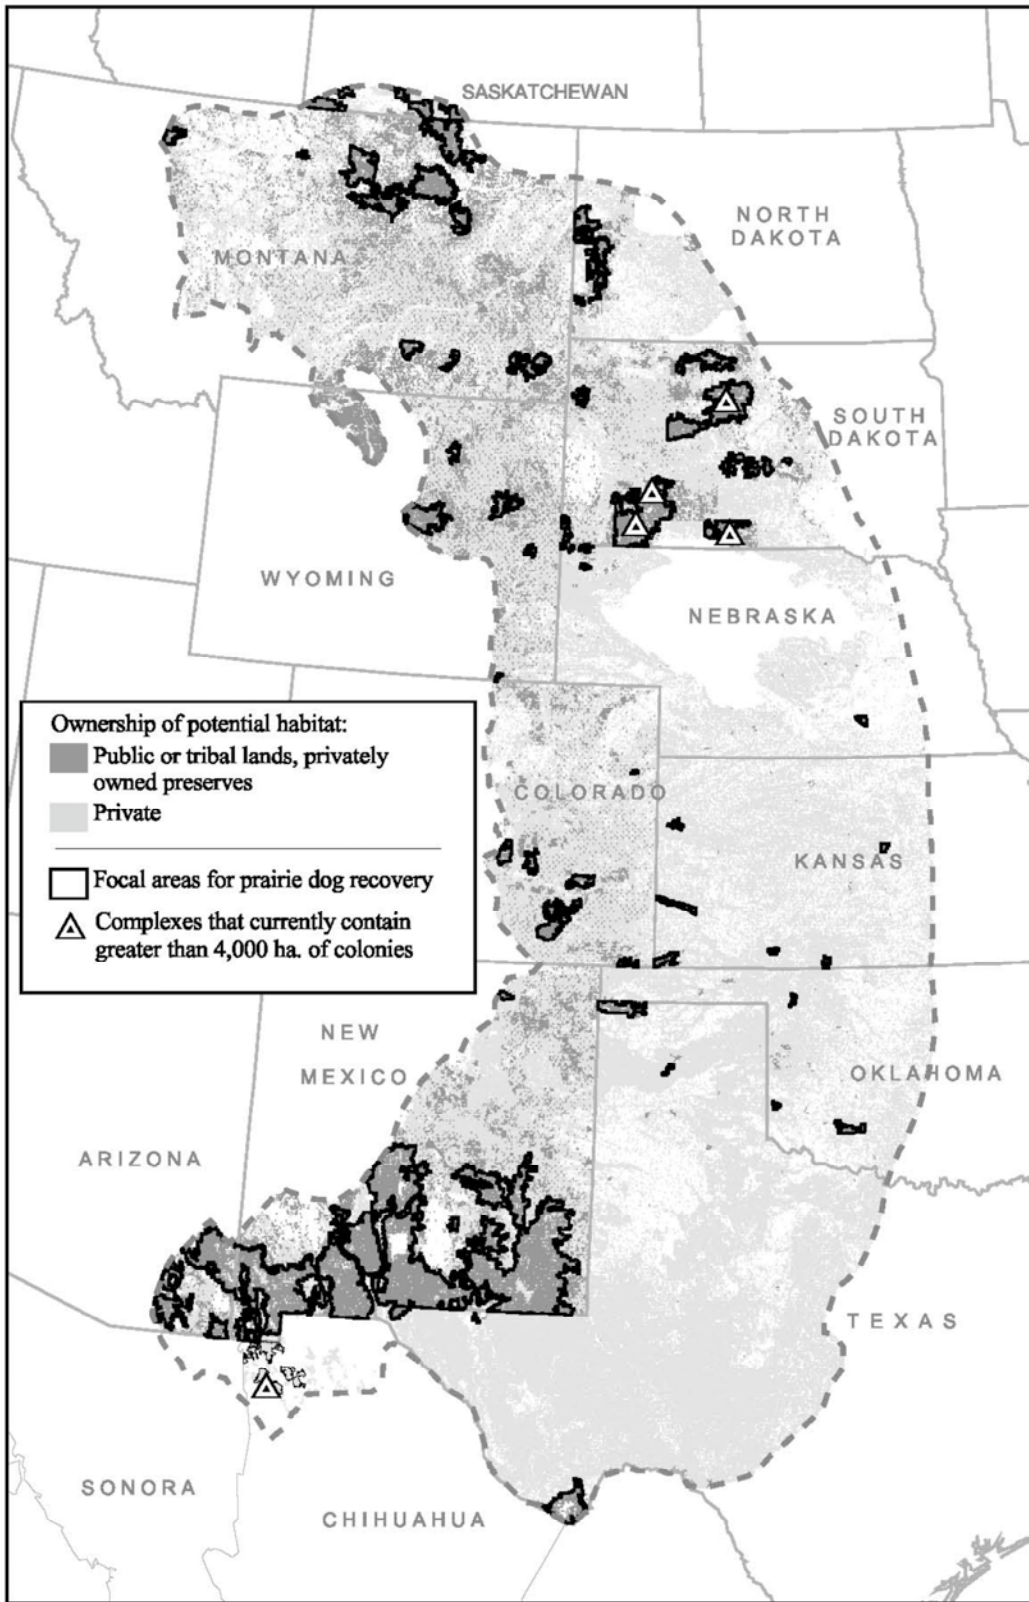 SASKATCHEWAN
NORTH
DAKOTA
MONTANA
SOUTH
DAKOTA
WYOMING
NEBRASKA
Ownership of potential habitat:
Public or tribal lands, privately
owned preserves
Private
Focal areas for prairie dog recovery
Complexes that currently contain
greater than 4,000 ha. of colonies
COLORADO
KANSAS
NEW
MEXICO
OKLAHOMA
ARIZONA
TEXAS
SONORA
CHIHUAHUA